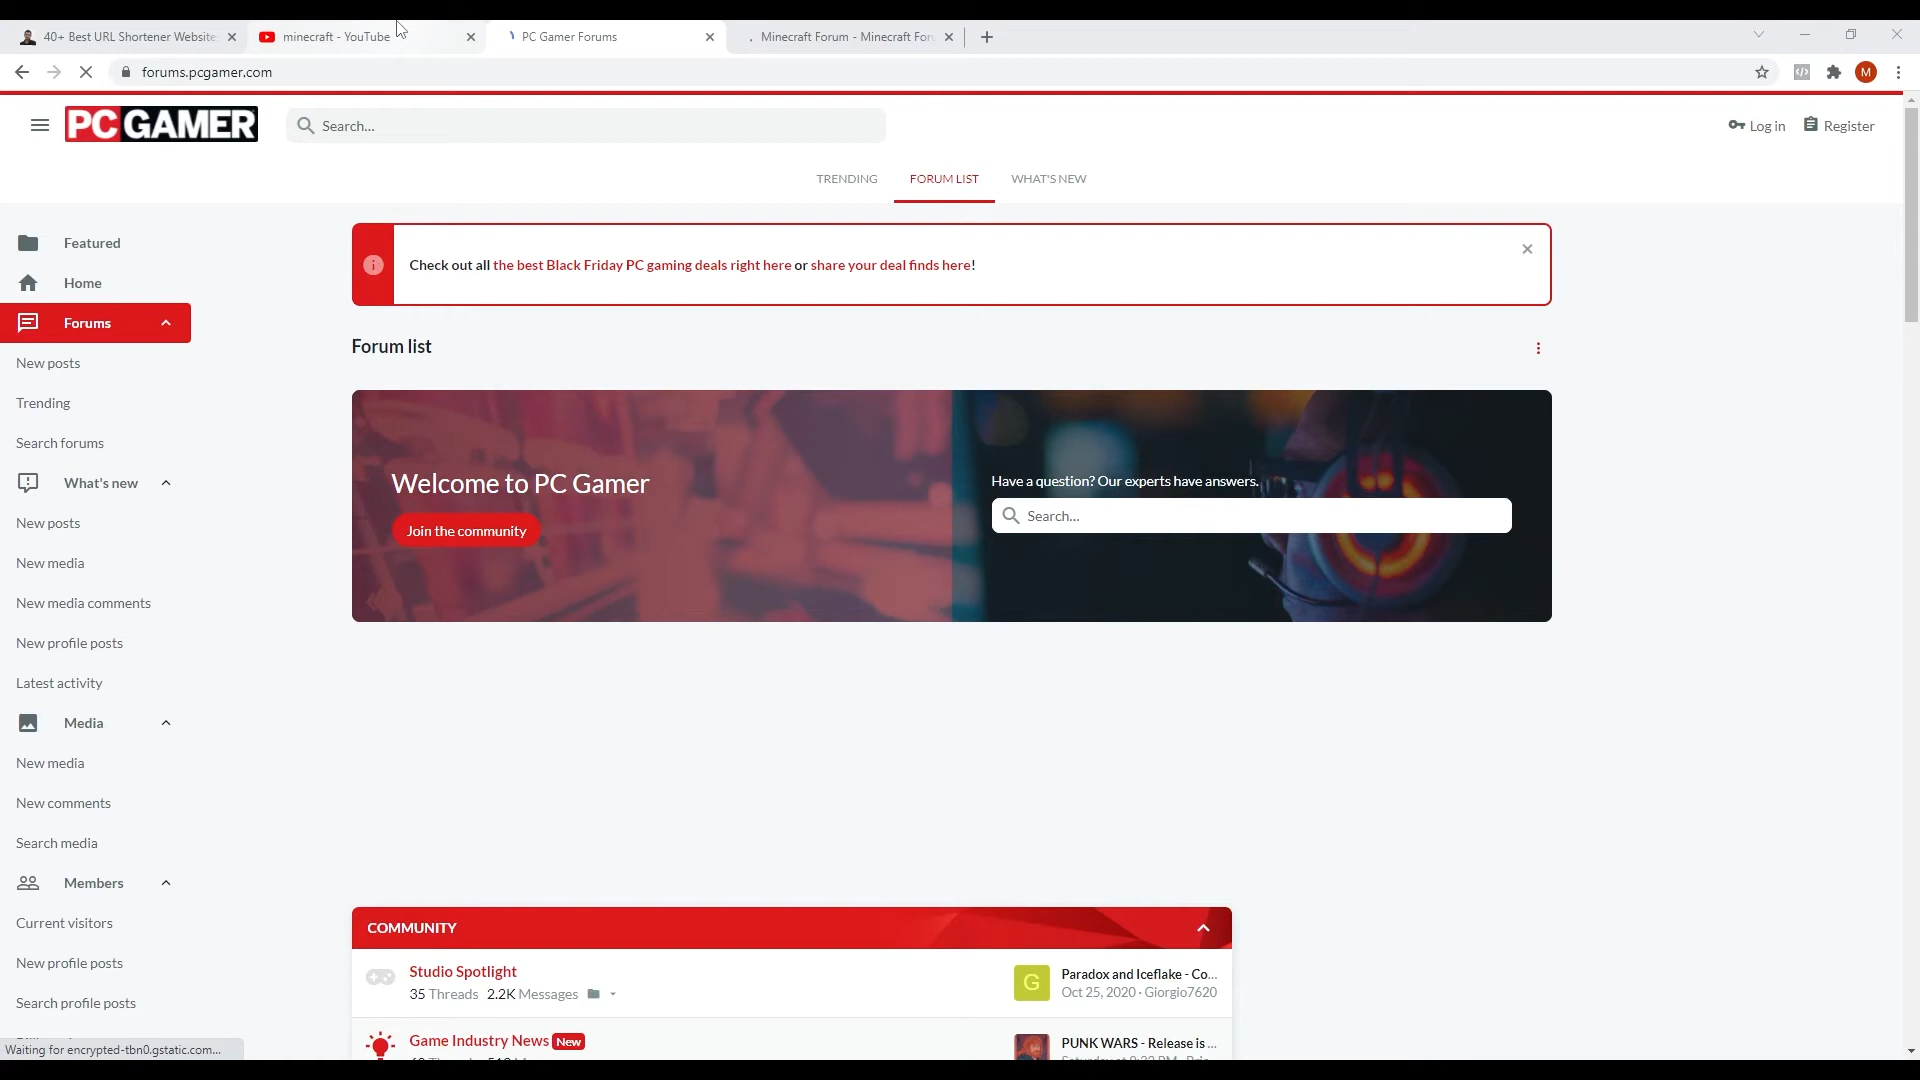 40+ Best URL Shortener Website
minecraft - YouTube
PC Gamer Forums
Minecraft Forum - Minecraft Foru
forums.pcgamer.com
M
PC GAMER
Search...
Log in
Register
TRENDING
FORUM LIST
WHAT'S NEW
Featured
Home
Forums
New posts
Trending
Search forums
What's new
New posts
New media
New media comments
New profile posts
Latest activity
Media
New media
New comments
Search media
Members
Current visitors
New profile posts
Search profile posts
Waiting for encrypted-tbn0.gstatic.com...
Check out all the best Black Friday PC gaming deals right here or share your deal finds here!
Forum list
Welcome to PC Gamer
Join the community
Have a question? Our experts have answers.
Search...
COMMUNITY
Studio Spotlight
35 Threads 2.2K Messages
G
Paradox and Iceflake - Co...
Oct 25, 2020 · Giorgio7620
Game Industry News New
PUNK WARS - Release is ...